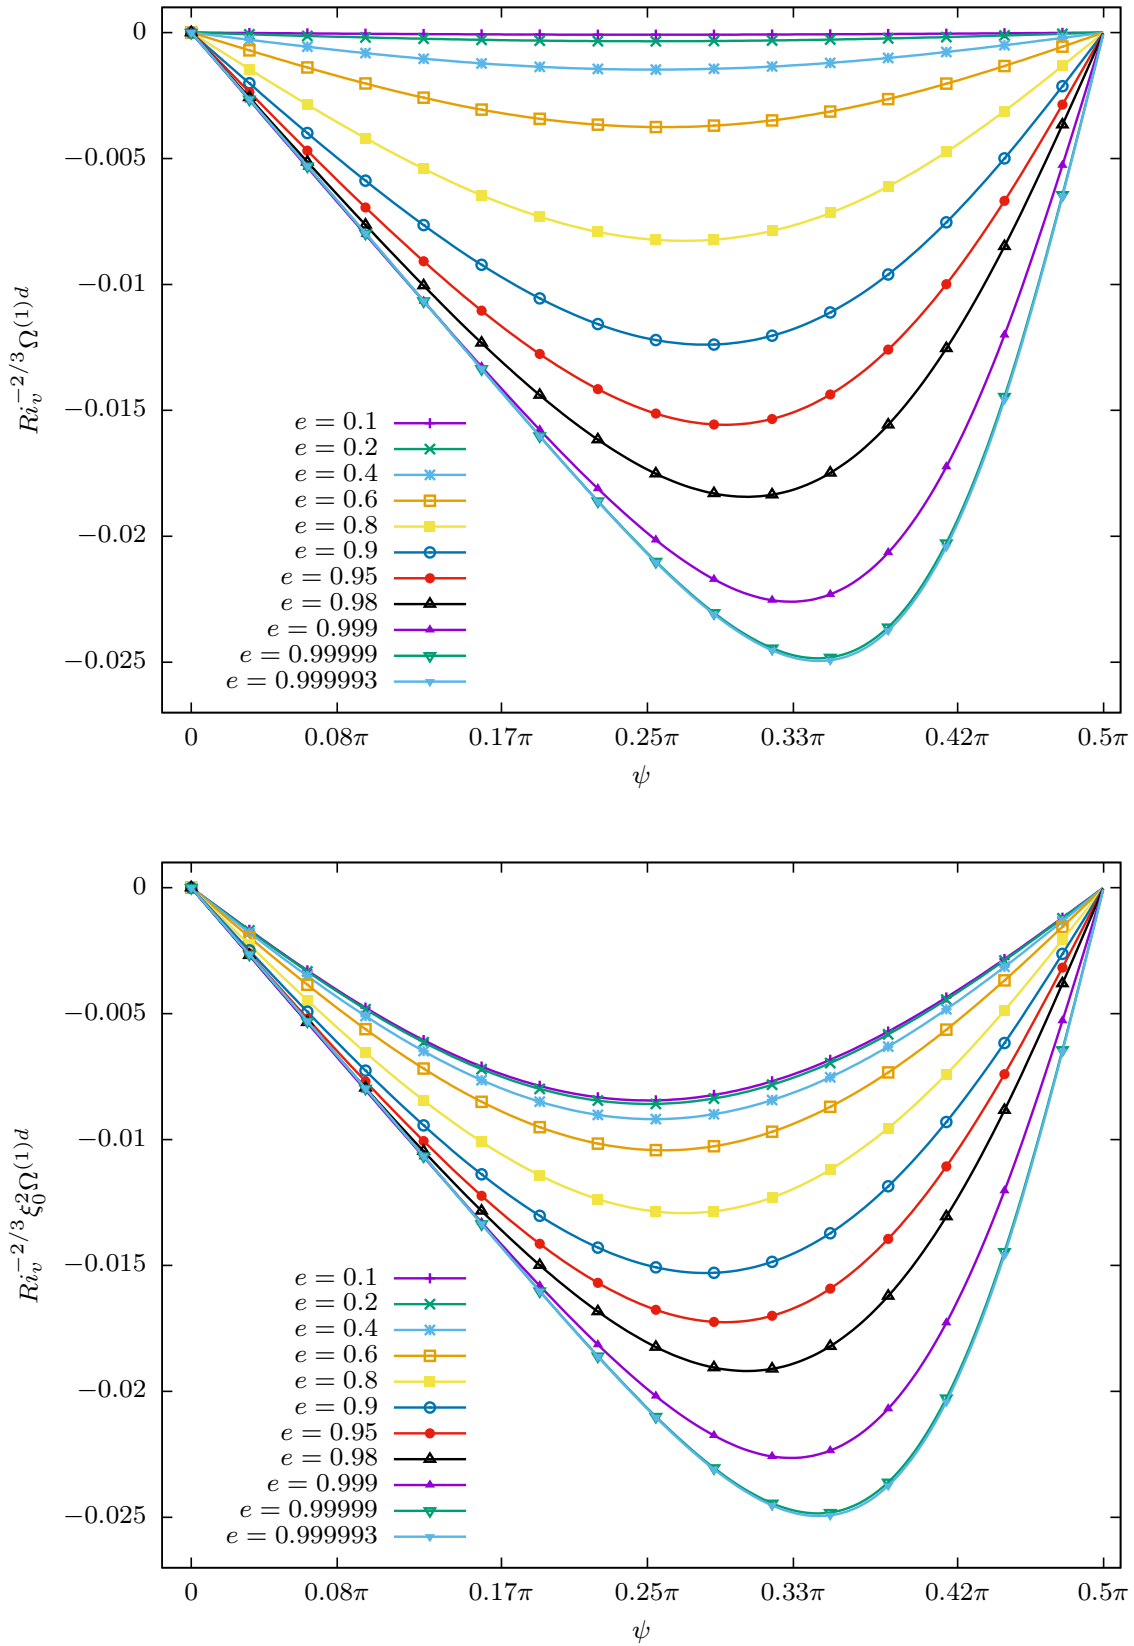 0
−0.005
−0.01
−0.015
−0.02
−0.025
Ri_v^{−2/3} Ω^{(1)d}
e = 0.1
e = 0.2
e = 0.4
e = 0.6
e = 0.8
e = 0.9
e = 0.95
e = 0.98
e = 0.999
e = 0.99999
e = 0.999993
0 0.08π 0.17π 0.25π 0.33π 0.42π 0.5π
ψ
0
−0.005
−0.01
−0.015
−0.02
−0.025
Ri_v^{−2/3} ξ_0^2 Ω^{(1)d}
e = 0.1
e = 0.2
e = 0.4
e = 0.6
e = 0.8
e = 0.9
e = 0.95
e = 0.98
e = 0.999
e = 0.99999
e = 0.999993
0 0.08π 0.17π 0.25π 0.33π 0.42π 0.5π
ψ